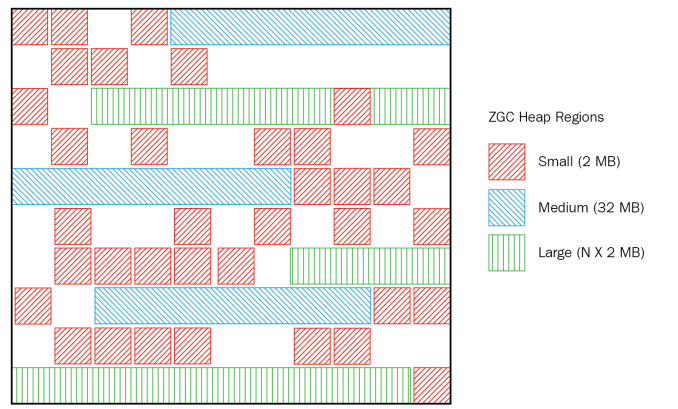 ZGC Heap Regions
Small (2 MB)
Medium (32 MB)
Large (N X 2 MB)